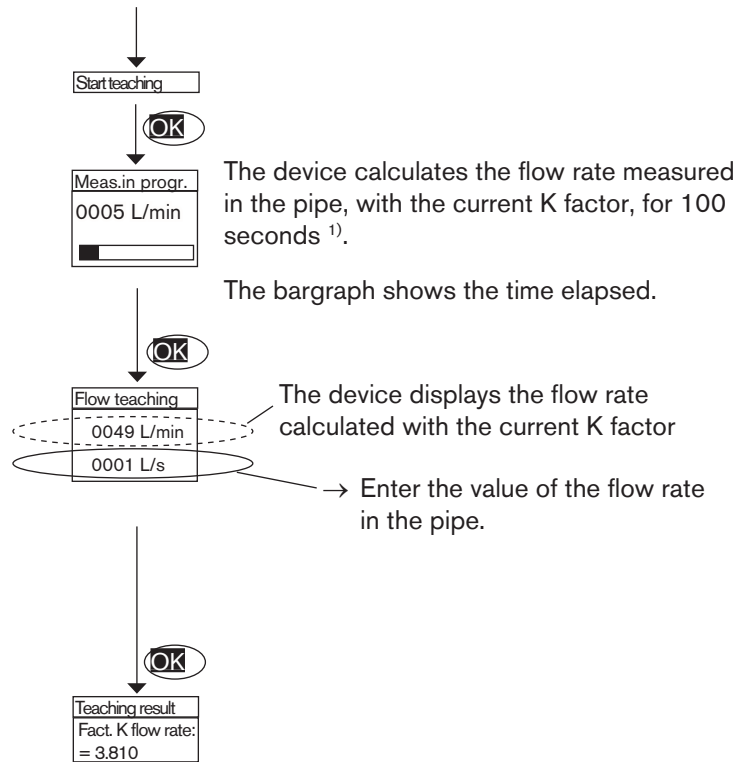 Start teaching
OK
Meas.in progr.
0005 L/min
The device calculates the flow rate measured
in the pipe, with the current K factor, for 100
seconds 1).
The bargraph shows the time elapsed.
OK
Flow teaching
0049 L/min
0001 L/s
The device displays the flow rate
calculated with the current K factor
→ Enter the value of the flow rate
in the pipe.
OK
Teaching result
Fact. K flow rate:
= 3.810